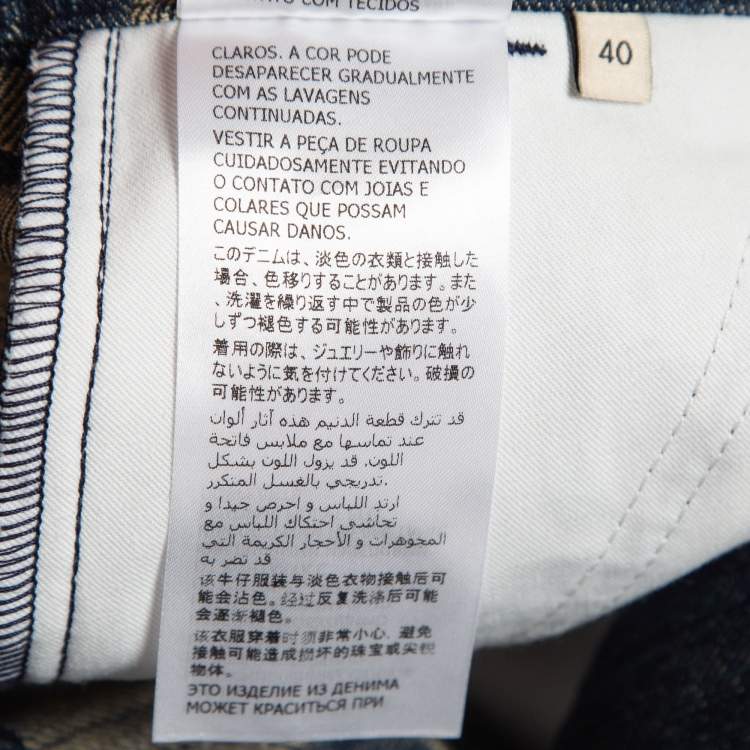 NTO COM TECIDOS
CLAROS. A COR PODE
DESAPARECER GRADUALMENTE
COM AS LAVAGENS
CONTINUADAS.
VESTIR A PEÇA DE ROUPA
CUIDADOSAMENTE EVITANDO
O CONTATO COM JOIAS E
COLARES QUE POSSAM
CAUSAR DANOS.
このデニムは、淡色の衣類と接触した
場合、色移りすることがあります。また
、洗濯を繰り返す中で製品の色が少
しずつ褪色する可能性があります。
着用の際は、ジュエリーや飾りに触れ
ないように気を付けてください。破損の
可能性があります。
قد تترك قطعة الدنيم هذه آثار ألوان
عند تماسها مع ملابس فاتحة
اللون. قد يزول اللون بشكل
تدريجي بالغسل المتكرر.
ارتدِ اللباس و احرص جيدا و
تحاشي احتكاك اللباس مع
المجوهرات و الأحجار الكريمة التي
قد تضر به
该牛仔服装与淡色衣物接触后可
能会沾色。经过反复洗涤后可能
会逐渐褪色。
该衣服穿着时须非常小心，避免
接触可能造成损坏的珠宝或尖锐
物体。
ЭТО ИЗДЕЛИЕ ИЗ ДЕНИМА
МОЖЕТ КРАСИТЬСЯ ПРИ
40